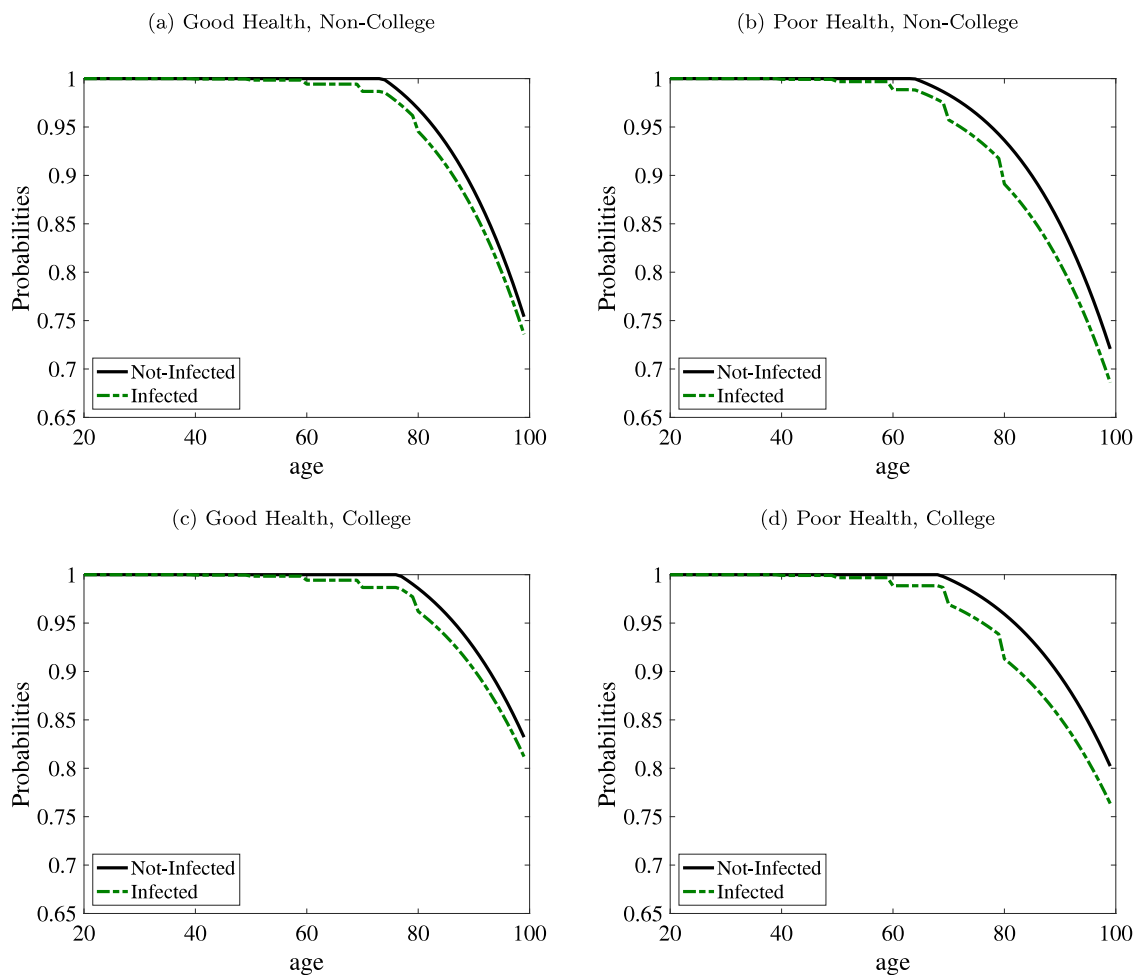 (a) Good Health, Non-College
1
0.95
0.9
0.85
0.8
0.75
0.7
0.65
Probabilities
Not-Infected
Infected
20 40 60 80 100
age
(b) Poor Health, Non-College
1
0.95
0.9
0.85
0.8
0.75
0.7
0.65
Probabilities
Not-Infected
Infected
20 40 60 80 100
age
(c) Good Health, College
1
0.95
0.9
0.85
0.8
0.75
0.7
0.65
Probabilities
Not-Infected
Infected
20 40 60 80 100
age
(d) Poor Health, College
1
0.95
0.9
0.85
0.8
0.75
0.7
0.65
Probabilities
Not-Infected
Infected
20 40 60 80 100
age